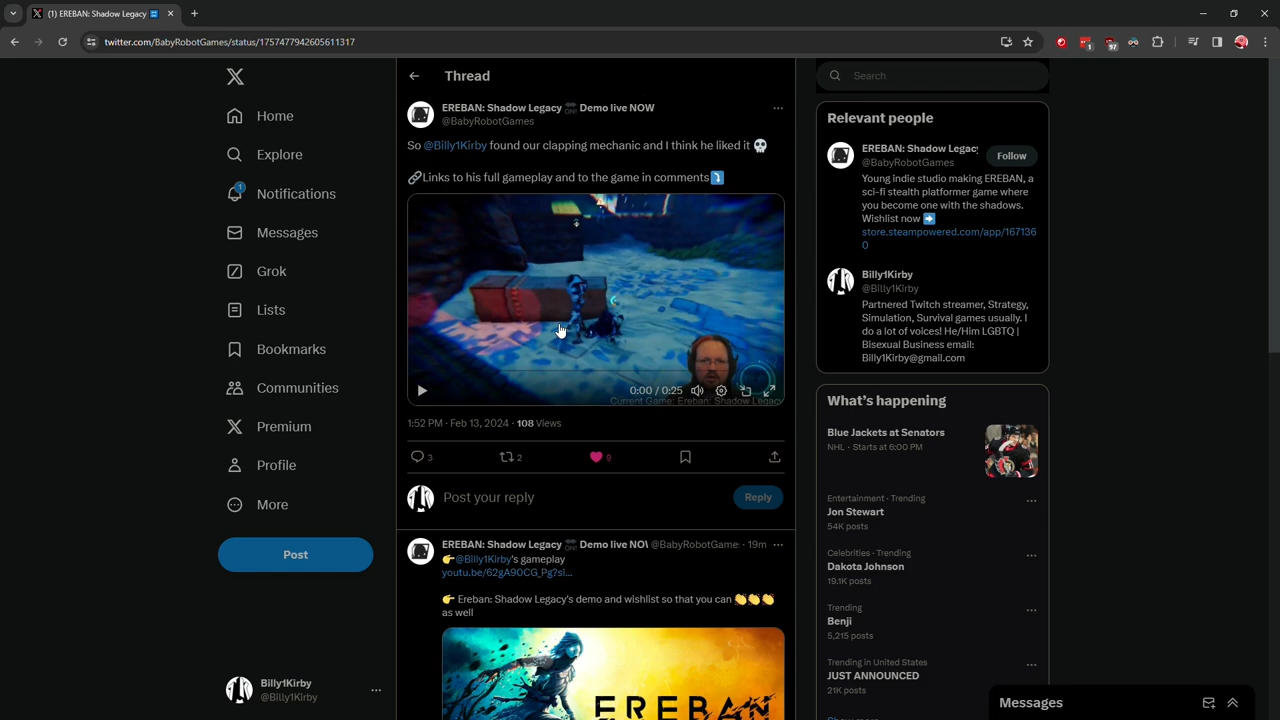 (1) EREBAN: Shadow Legacy
twitter.com/BabyRobotGames/status/1757477942605611317
1
97
Home
Explore
1
Notifications
Messages
Grok
Lists
Bookmarks
Communities
Premium
Profile
More
Post
Billy1Kirby
@Billy1Kirby
Thread
EREBAN: Shadow Legacy Demo live NOW
@BabyRobotGames
So @Billy1Kirby found our clapping mechanic and I think he liked it 💀
🔗Links to his full gameplay and to the game in comments⤵️
0:00 / 0:25
Current Game: Ereban: Shadow Legacy
1:52 PM · Feb 13, 2024 · 108 Views
3
2
9
Post your reply
Reply
EREBAN: Shadow Legacy Demo live NO @BabyRobotGame · 19m
👉@Billy1Kirby's gameplay
youtu.be/62gA90CG_Pg?si...
👉 Ereban: Shadow Legacy's demo and wishlist so that you can 👏👏👏
as well
EREBAN
Search
Relevant people
EREBAN: Shadow Legac
@BabyRobotGames
Follow
Young indie studio making EREBAN, a
sci-fi stealth platformer game where
you become one with the shadows.
Wishlist now ➡️
store.steampowered.com/app/167136
0
Billy1Kirby
@Billy1Kirby
Partnered Twitch streamer, Strategy,
Simulation, Survival games usually. I
do a lot of voices! He/Him LGBTQ |
Bisexual Business email:
Billy1Kirby@gmail.com
What's happening
Blue Jackets at Senators
NHL · Starts at 6:00 PM
Entertainment · Trending
Jon Stewart
54K posts
Celebrities · Trending
Dakota Johnson
19.1K posts
Trending
Benji
5,215 posts
Trending in United States
JUST ANNOUNCED
21K posts
Messages